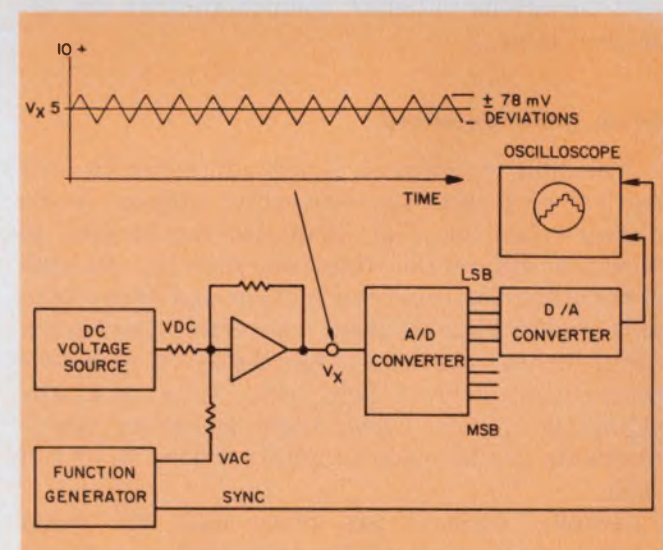 10 +
Vx 5
± 78 mV
DEVIATIONS
TIME
OSCILLOSCOPE
LSB
DC
VOLTAGE
SOURCE
VDC
Vx
A/D
CONVERTER
D/A
CONVERTER
MSB
FUNCTION
GENERATOR
VAC
SYNC